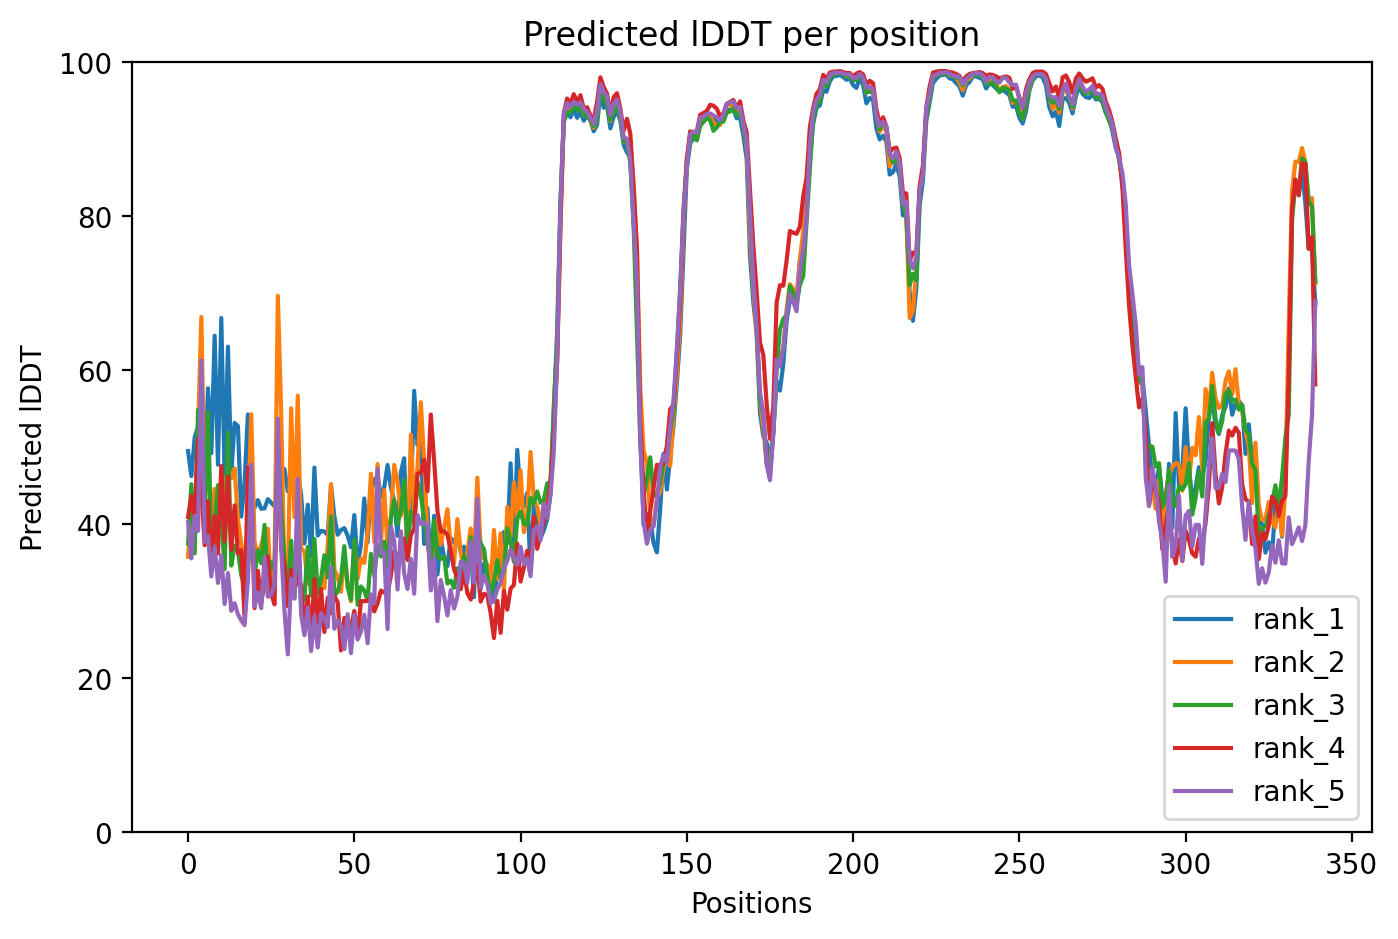 Predicted lDDT per position
100
80
60
40
20
0
Predicted lDDT
0 50 100 150 200 250 300 350
Positions
rank_1
rank_2
rank_3
rank_4
rank_5